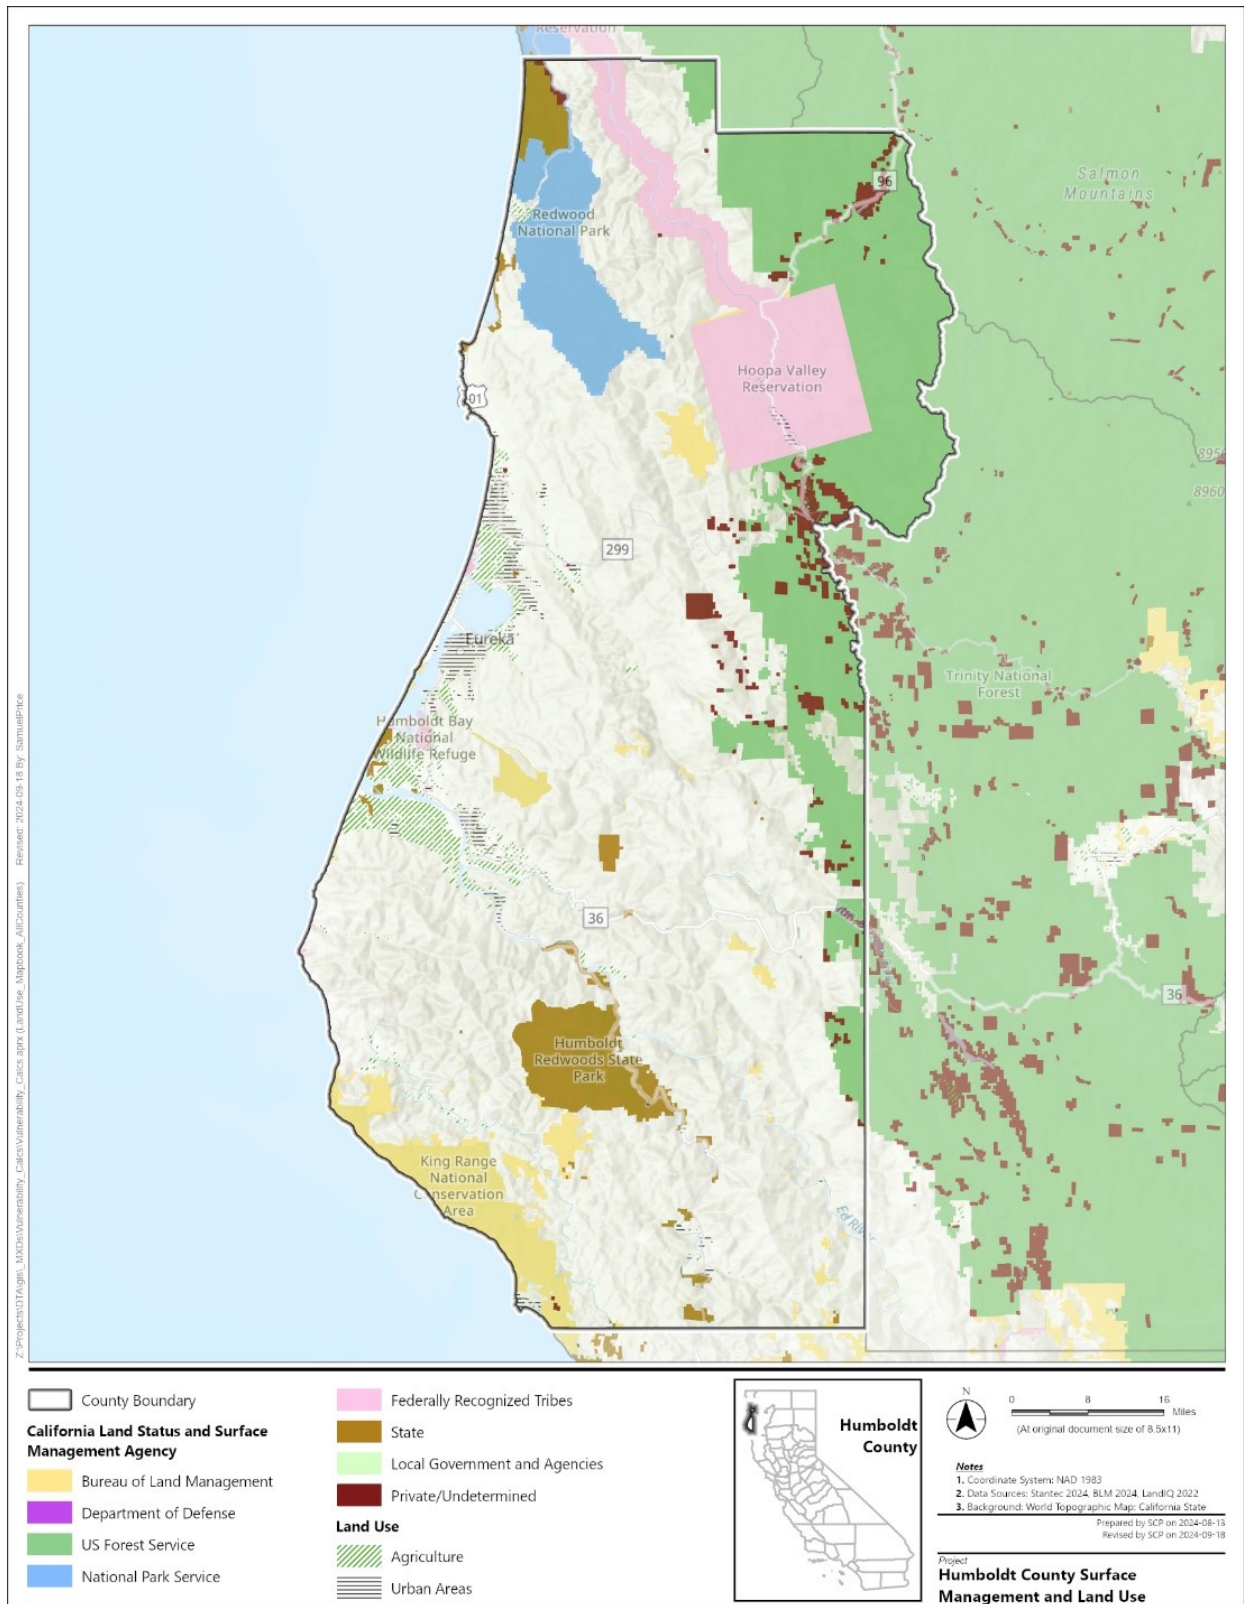 Reservation
96
Salmon
Mountains
Redwood
National Park
Hoopa Valley
Reservation
101
8960
299
Eureka
Trinity National
Forest
Humboldt Bay
National
Wildlife Refuge
36
36
Humboldt
Redwoods State
Park
King Range
National
Conservation
Area
Eel River
Revised: 2024-09-18 By: SamuelPrice
County Boundary
California Land Status and Surface
Management Agency
Bureau of Land Management
Department of Defense
US Forest Service
National Park Service
Federally Recognized Tribes
State
Local Government and Agencies
Private/Undetermined
Land Use
Agriculture
Urban Areas
Humboldt
County
N
0 8 16
Miles
(At original document size of 8.5x11)
Notes
1. Coordinate System: NAD 1983
2. Data Sources: Stantec 2024, BLM 2024, LandIQ 2022
3. Background: World Topographic Map: California State
Prepared by SCP on 2024-08-13
Revised by SCP on 2024-09-18
Project
Humboldt County Surface
Management and Land Use